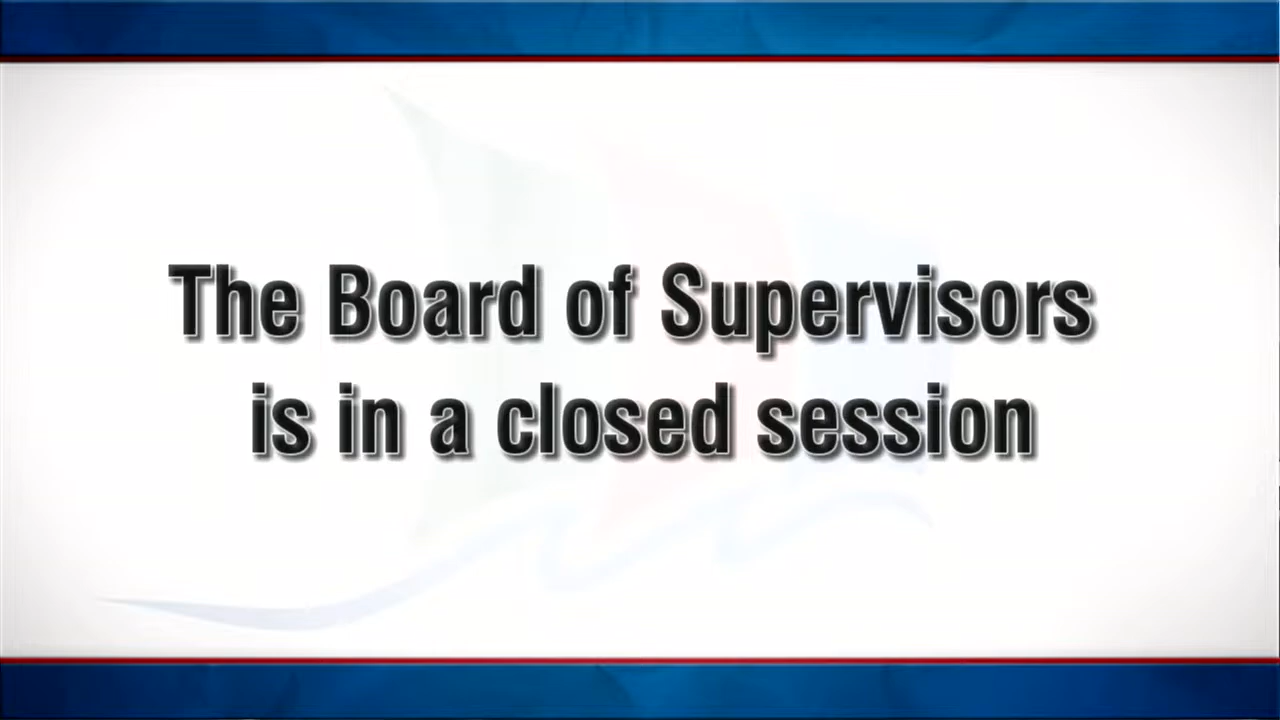 The Board of Supervisors
is in a closed session